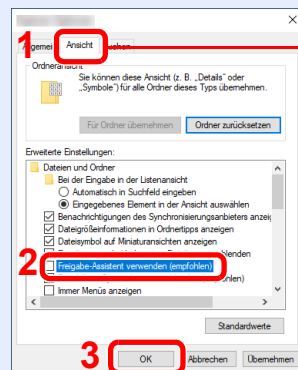 1
Allgemein Ansicht Suchen
Ordneransicht
Sie können diese Ansicht (z. B. „Details“ oder
„Symbole“) für alle Ordner dieses Typs übernehmen.
Für Ordner übernehmen Ordner zurücksetzen
Erweiterte Einstellungen:
Dateien und Ordner
Bei der Eingabe in der Listenansicht
Automatisch in Suchfeld eingeben
Eingegebenes Element in der Ansicht auswählen
Benachrichtigungen des Synchronisierungsanbieters anzeig
Dateigrößeinformationen in Ordnertipps anzeigen
Dateisymbol auf Miniaturansichten anzeigen
2
Freigabe-Assistent verwenden (empfohlen)
Immer Menüs anzeigen
Standardwerte
3
OK Abbrechen Übernehmen